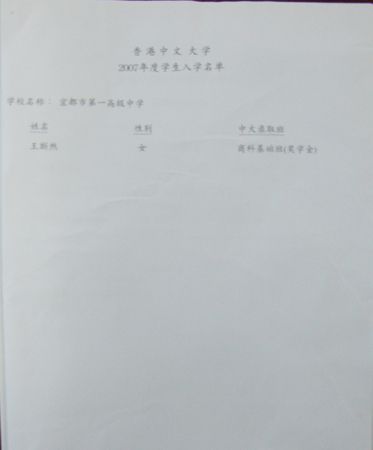 香港中文大学
2007年度学生入学名单
学校名称： 宜都市第一高级中学
姓名 性别 中大录取班
王斯然 女 商科基础班(奖学金)